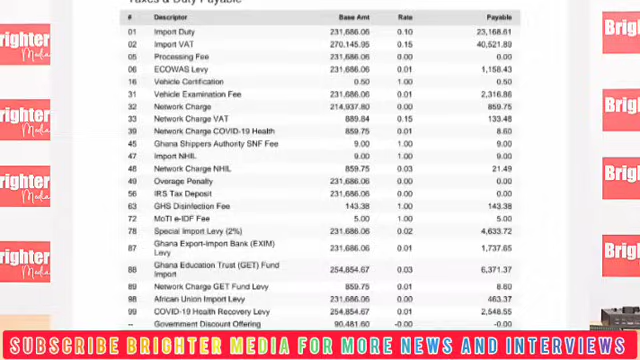 Taxes & Duty Payable
# Descriptor Base Amt Rate Payable
01 Import Duty 231,686.06 0.10 23,168.61
02 Import VAT 270,145.95 0.15 40,521.89
05 Processing Fee 231,686.06 0.00 0.00
06 ECOWAS Levy 231,686.06 0.01 1,158.43
16 Vehicle Certification 0.50 1.00 0.50
31 Vehicle Examination Fee 231,686.06 0.01 2,316.86
32 Network Charge 214,937.80 0.00 859.75
33 Network Charge VAT 889.84 0.15 133.48
39 Network Charge COVID-19 Health 859.75 0.01 8.60
45 Ghana Shippers Authority SNF Fee 9.00 1.00 9.00
47 Import NHIL 9.00 1.00 9.00
48 Network Charge NHIL 859.75 0.03 21.49
49 Overage Penalty 231,686.06 0.00 0.00
56 IRS Tax Deposit 231,686.06 0.00 0.00
63 GHS Disinfection Fee 143.38 1.00 143.38
72 MoTI e-IDF Fee 5.00 1.00 5.00
78 Special Import Levy (2%) 231,686.06 0.02 4,633.72
87 Ghana Export-Import Bank (EXIM) Levy 231,686.06 0.01 1,737.65
88 Ghana Education Trust (GET) Fund Import 254,854.67 0.03 6,371.37
89 Network Charge GET Fund Levy 859.75 0.01 8.60
98 African Union Import Levy 231,686.06 0.00 463.37
99 COVID-19 Health Recovery Levy 254,854.67 0.01 2,548.55
-- Government Discount Offering 90,481.60 -0.00 -0.00
Brighter
Media
Brighter
Media
Brighter
Media
Brighter
Media
SUBSCRIBE BRIGHTER MEDIA FOR MORE NEWS AND INTERVIEWS